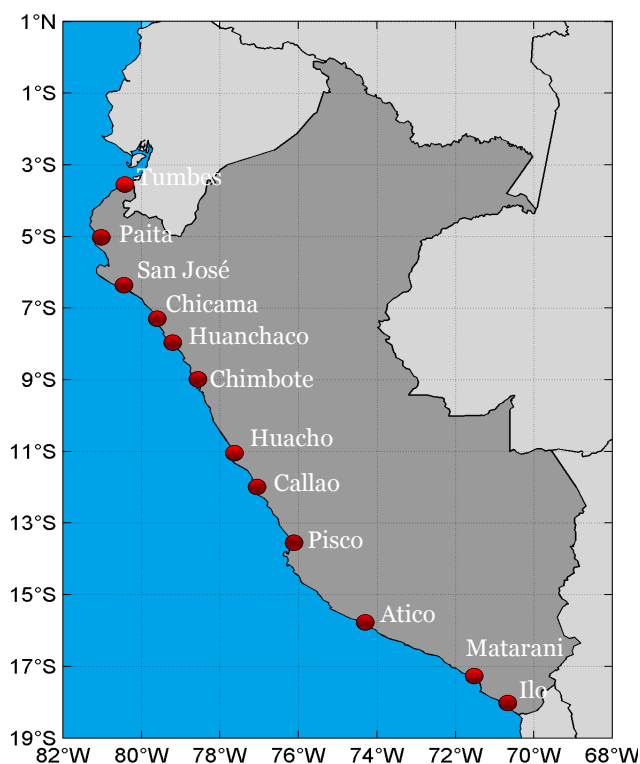 1°N
1°S
3°S
Tumbes
Paita
5°S
San José
Chicama
7°S
Huanchaco
9°S
Chimbote
Huacho
11°S
Callao
13°S
Pisco
15°S
Atico
Matarani
17°S
Ilo
19°S
82°W 80°W 78°W 76°W 74°W 72°W 70°W 68°W